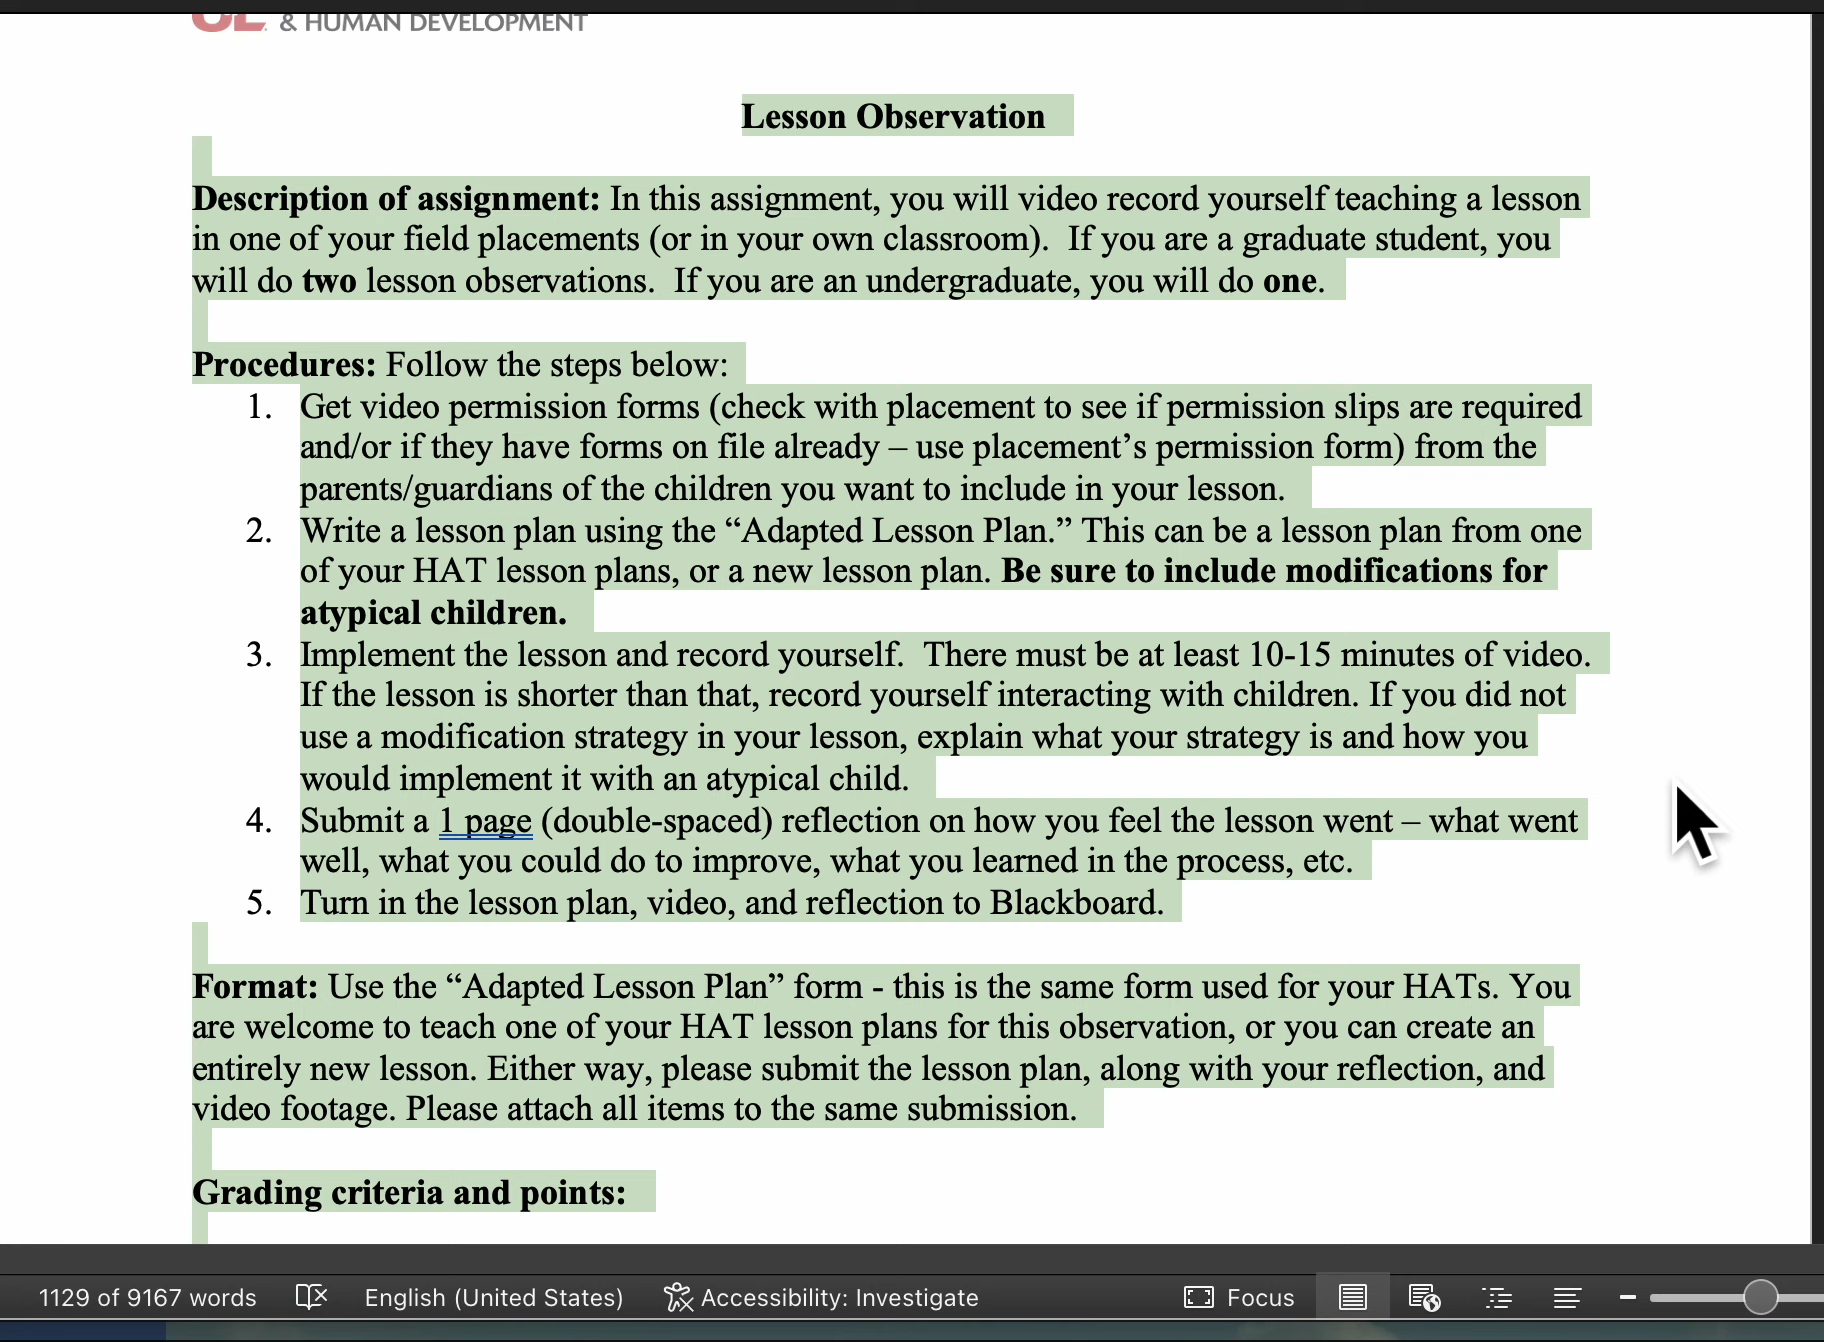 & HUMAN DEVELOPMENT
Lesson Observation
Description of assignment: In this assignment, you will video record yourself teaching a lesson
in one of your field placements (or in your own classroom).  If you are a graduate student, you
will do two lesson observations.  If you are an undergraduate, you will do one.
Procedures: Follow the steps below:
1. Get video permission forms (check with placement to see if permission slips are required
and/or if they have forms on file already – use placement’s permission form) from the
parents/guardians of the children you want to include in your lesson.
2. Write a lesson plan using the “Adapted Lesson Plan.” This can be a lesson plan from one
of your HAT lesson plans, or a new lesson plan. Be sure to include modifications for
atypical children.
3. Implement the lesson and record yourself.  There must be at least 10-15 minutes of video.
If the lesson is shorter than that, record yourself interacting with children. If you did not
use a modification strategy in your lesson, explain what your strategy is and how you
would implement it with an atypical child.
4. Submit a 1 page (double-spaced) reflection on how you feel the lesson went – what went
well, what you could do to improve, what you learned in the process, etc.
5. Turn in the lesson plan, video, and reflection to Blackboard.
Format: Use the “Adapted Lesson Plan” form - this is the same form used for your HATs. You
are welcome to teach one of your HAT lesson plans for this observation, or you can create an
entirely new lesson. Either way, please submit the lesson plan, along with your reflection, and
video footage. Please attach all items to the same submission.
Grading criteria and points:
1129 of 9167 words English (United States) Accessibility: Investigate Focus